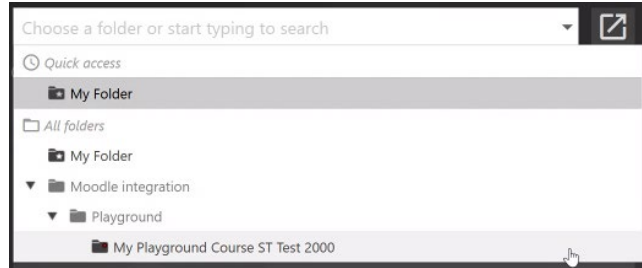 Choose a folder or start typing to search
Quick access
My Folder
All folders
My Folder
Moodle integration
Playground
My Playground Course ST Test 2000